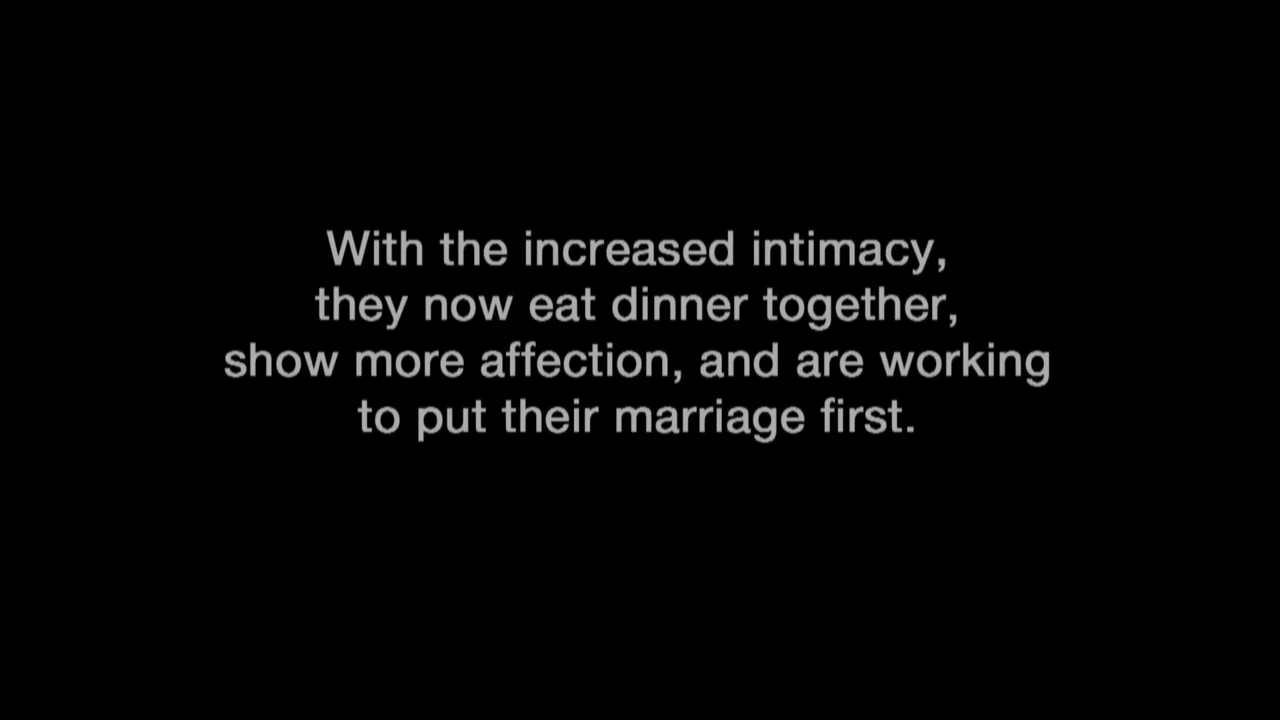 With the increased intimacy,
they now eat dinner together,
show more affection, and are working
to put their marriage first.